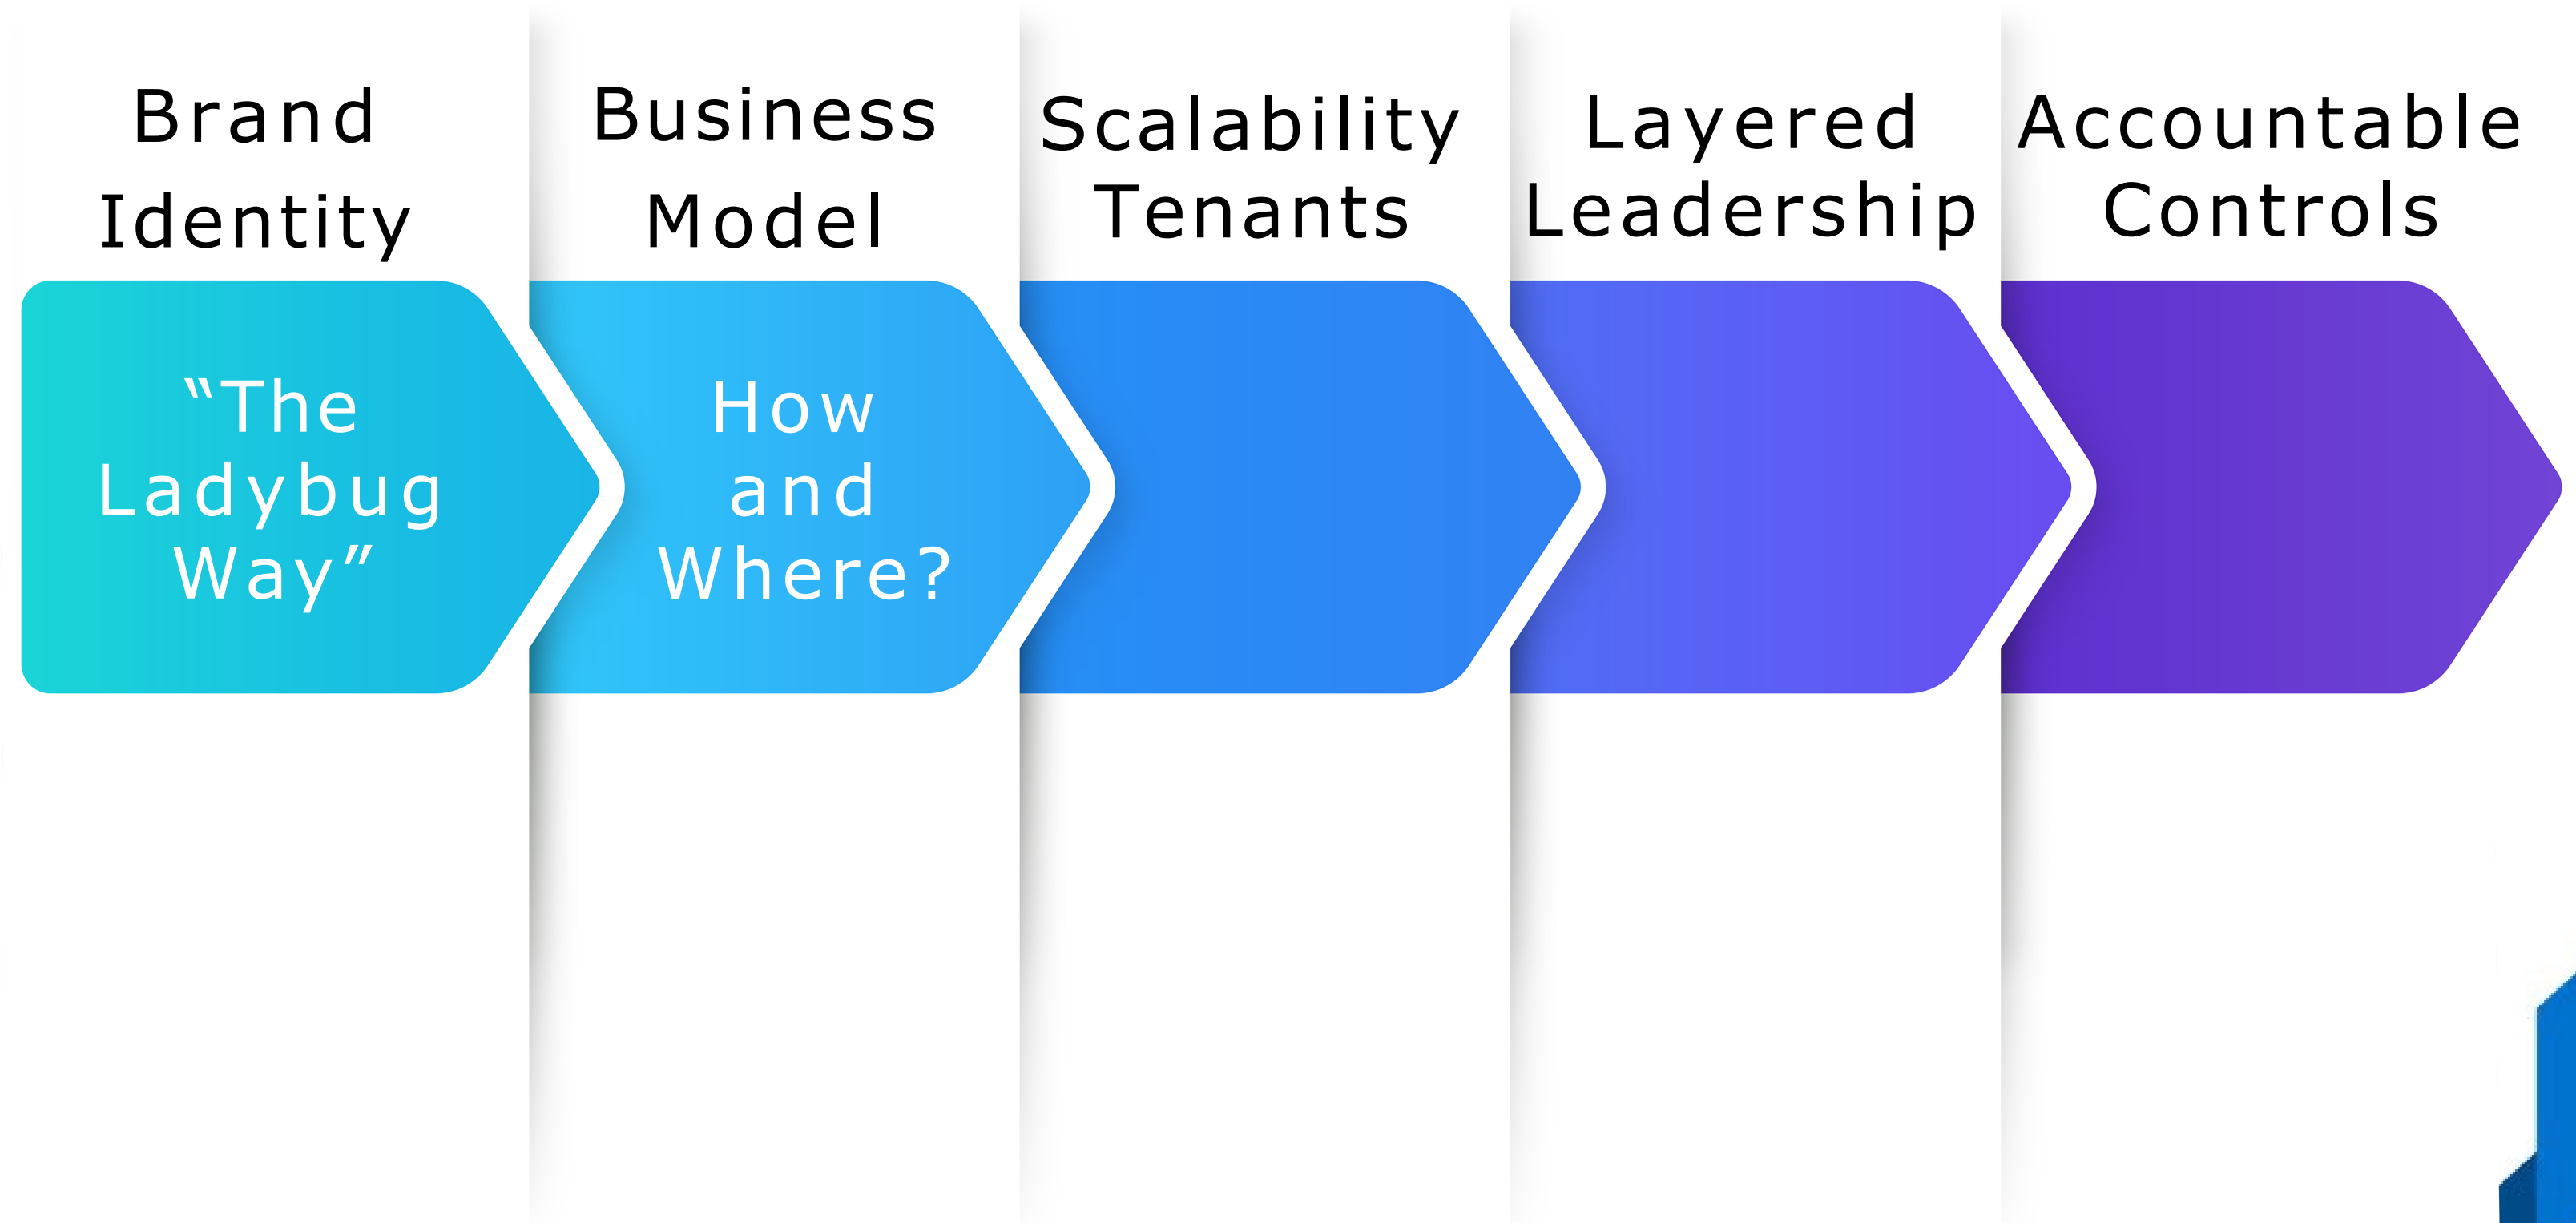 Brand
Identity
Business
Model
Scalability
Tenants
Layered
Leadership
Accountable
Controls
“The
Ladybug
Way”
How
and
Where?